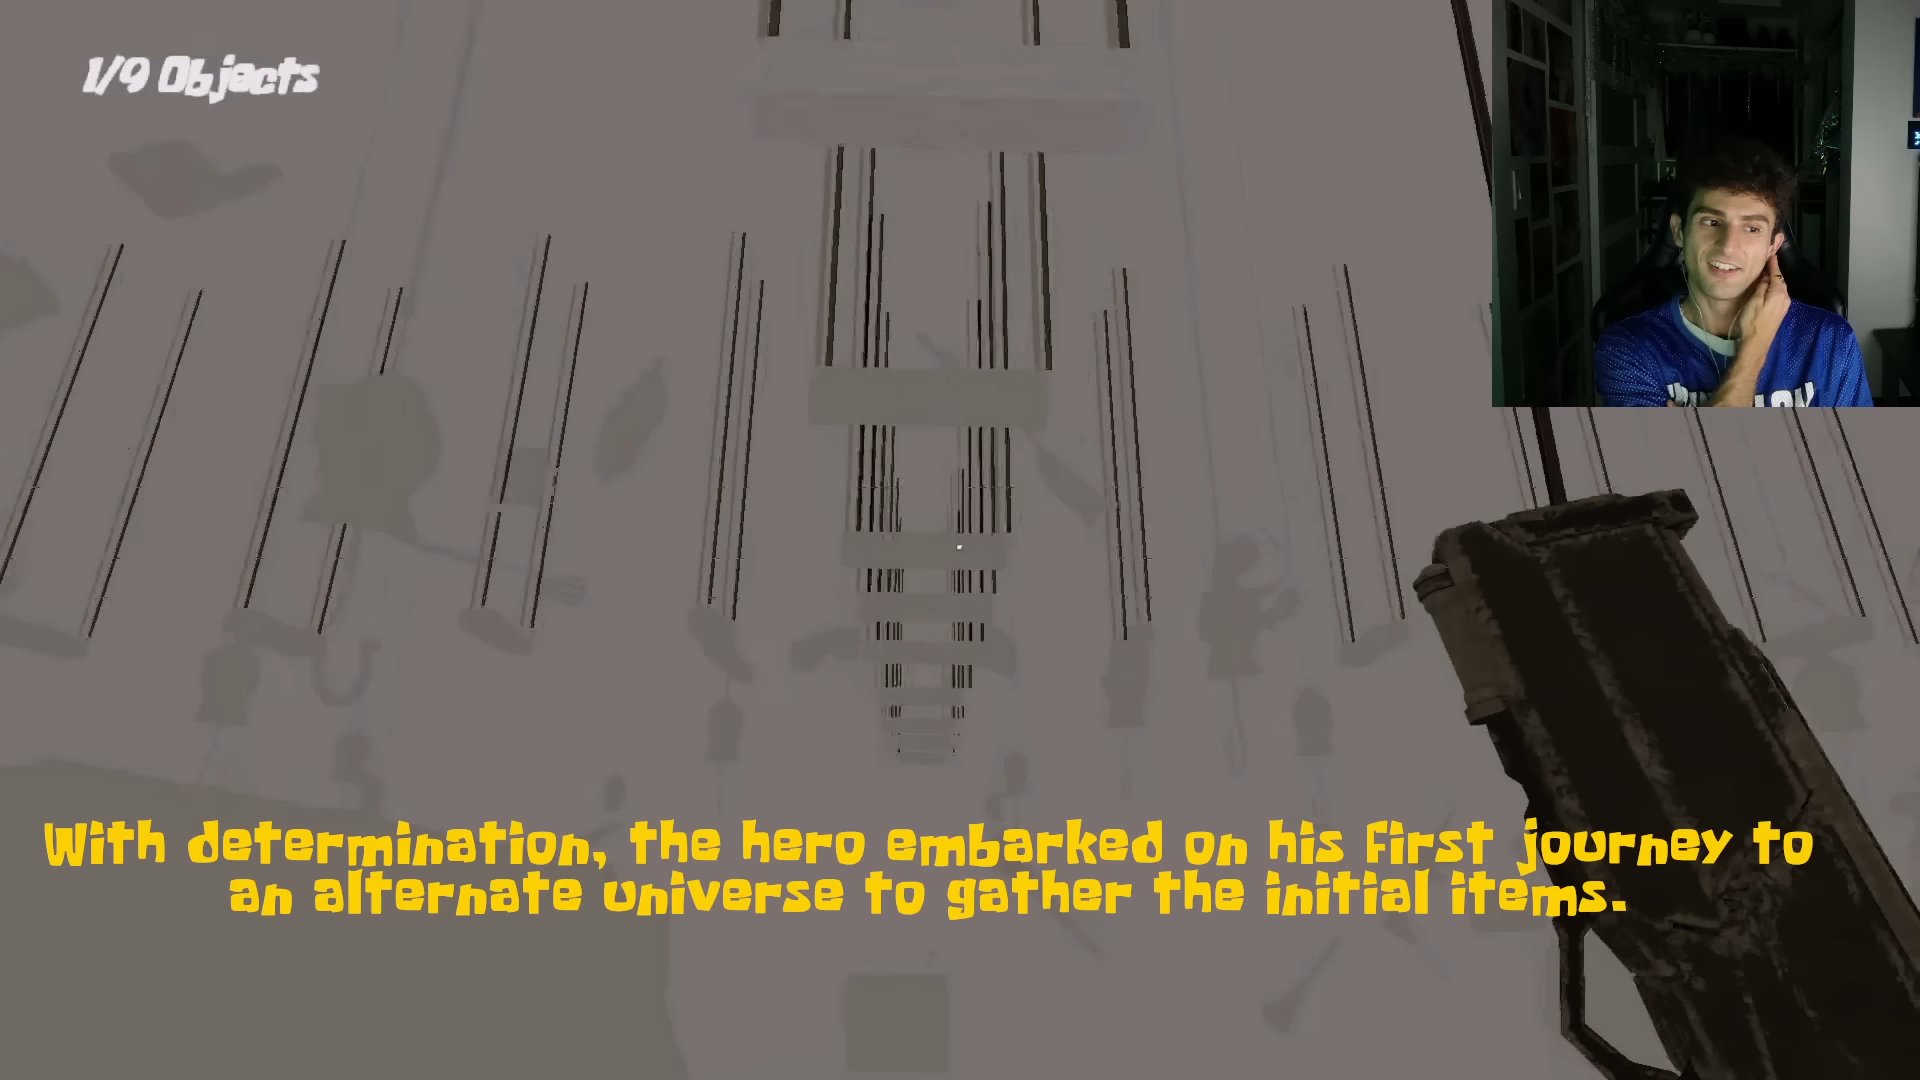 1/9 Objects
With determination, the hero embarked on his first journey to
an alternate universe to gather the initial items.